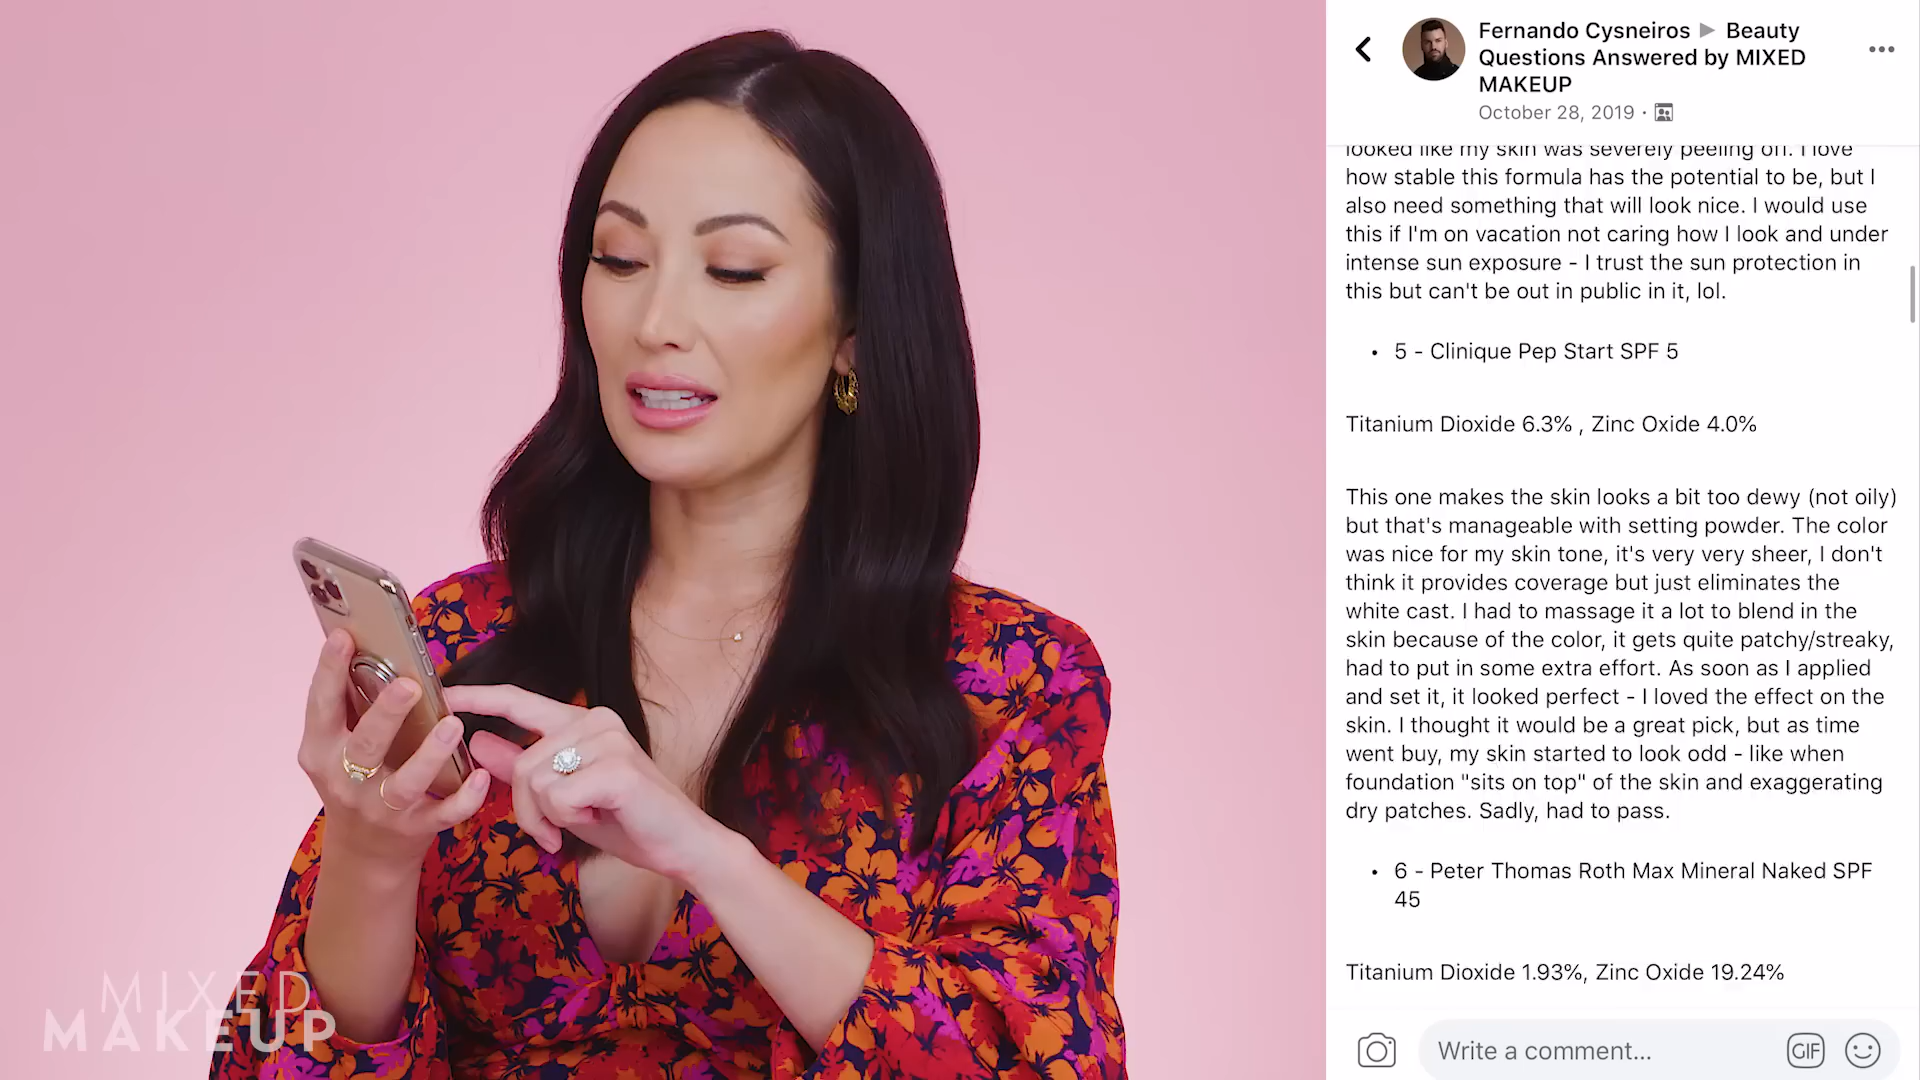 Fernando Cysneiros ▶ Beauty
Questions Answered by MIXED
MAKEUP
October 28, 2019 ·
looked like my skin was severely peeling off. I love
how stable this formula has the potential to be, but I
also need something that will look nice. I would use
this if I'm on vacation not caring how I look and under
intense sun exposure - I trust the sun protection in
this but can't be out in public in it, lol.
• 5 - Clinique Pep Start SPF 5
Titanium Dioxide 6.3% , Zinc Oxide 4.0%
This one makes the skin looks a bit too dewy (not oily)
but that's manageable with setting powder. The color
was nice for my skin tone, it's very very sheer, I don't
think it provides coverage but just eliminates the
white cast. I had to massage it a lot to blend in the
skin because of the color, it gets quite patchy/streaky,
had to put in some extra effort. As soon as I applied
and set it, it looked perfect - I loved the effect on the
skin. I thought it would be a great pick, but as time
went buy, my skin started to look odd - like when
foundation "sits on top" of the skin and exaggerating
dry patches. Sadly, had to pass.
• 6 - Peter Thomas Roth Max Mineral Naked SPF
45
Titanium Dioxide 1.93%, Zinc Oxide 19.24%
Write a comment...
GIF
MIXED
MAKEUP